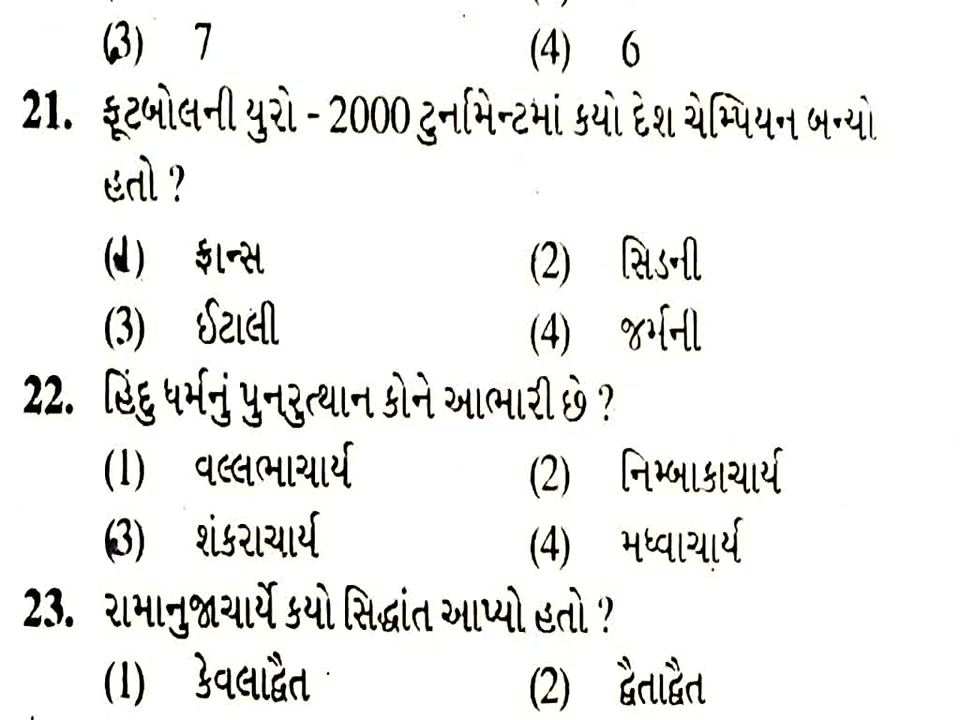 (3) 7 (4) 6
21. ફૂટબોલની યુરો - 2000 ટુર્નામેન્ટમાં કયો દેશ ચેમ્પિયન બન્યો
હતો ?
(1) ફ્રાન્સ (2) સિડની
(3) ઈટાલી (4) જર્મની
22. હિંદુ ધર્મનું પુનરુત્થાન કોને આભારી છે ?
(1) વલ્લભાચાર્ય (2) નિમ્બાકાચાર્ય
(3) શંકરાચાર્ય (4) મધ્વાચાર્ય
23. રામાનુજાચાર્યે કયો સિદ્ધાંત આપ્યો હતો ?
(1) કેવલાદ્વૈત (2) દ્વૈતાદ્વૈત